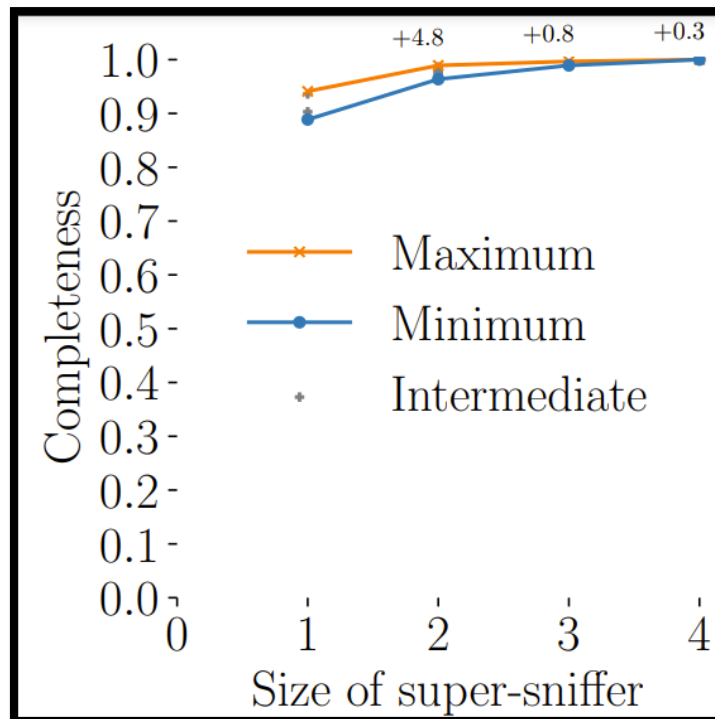 +4.8 +0.8 +0.3
1.0
0.9
0.8
0.7
0.6
0.5
0.4
0.3
0.2
0.1
0.0
Completeness
Maximum
Minimum
Intermediate
0 1 2 3 4
Size of super-sniffer